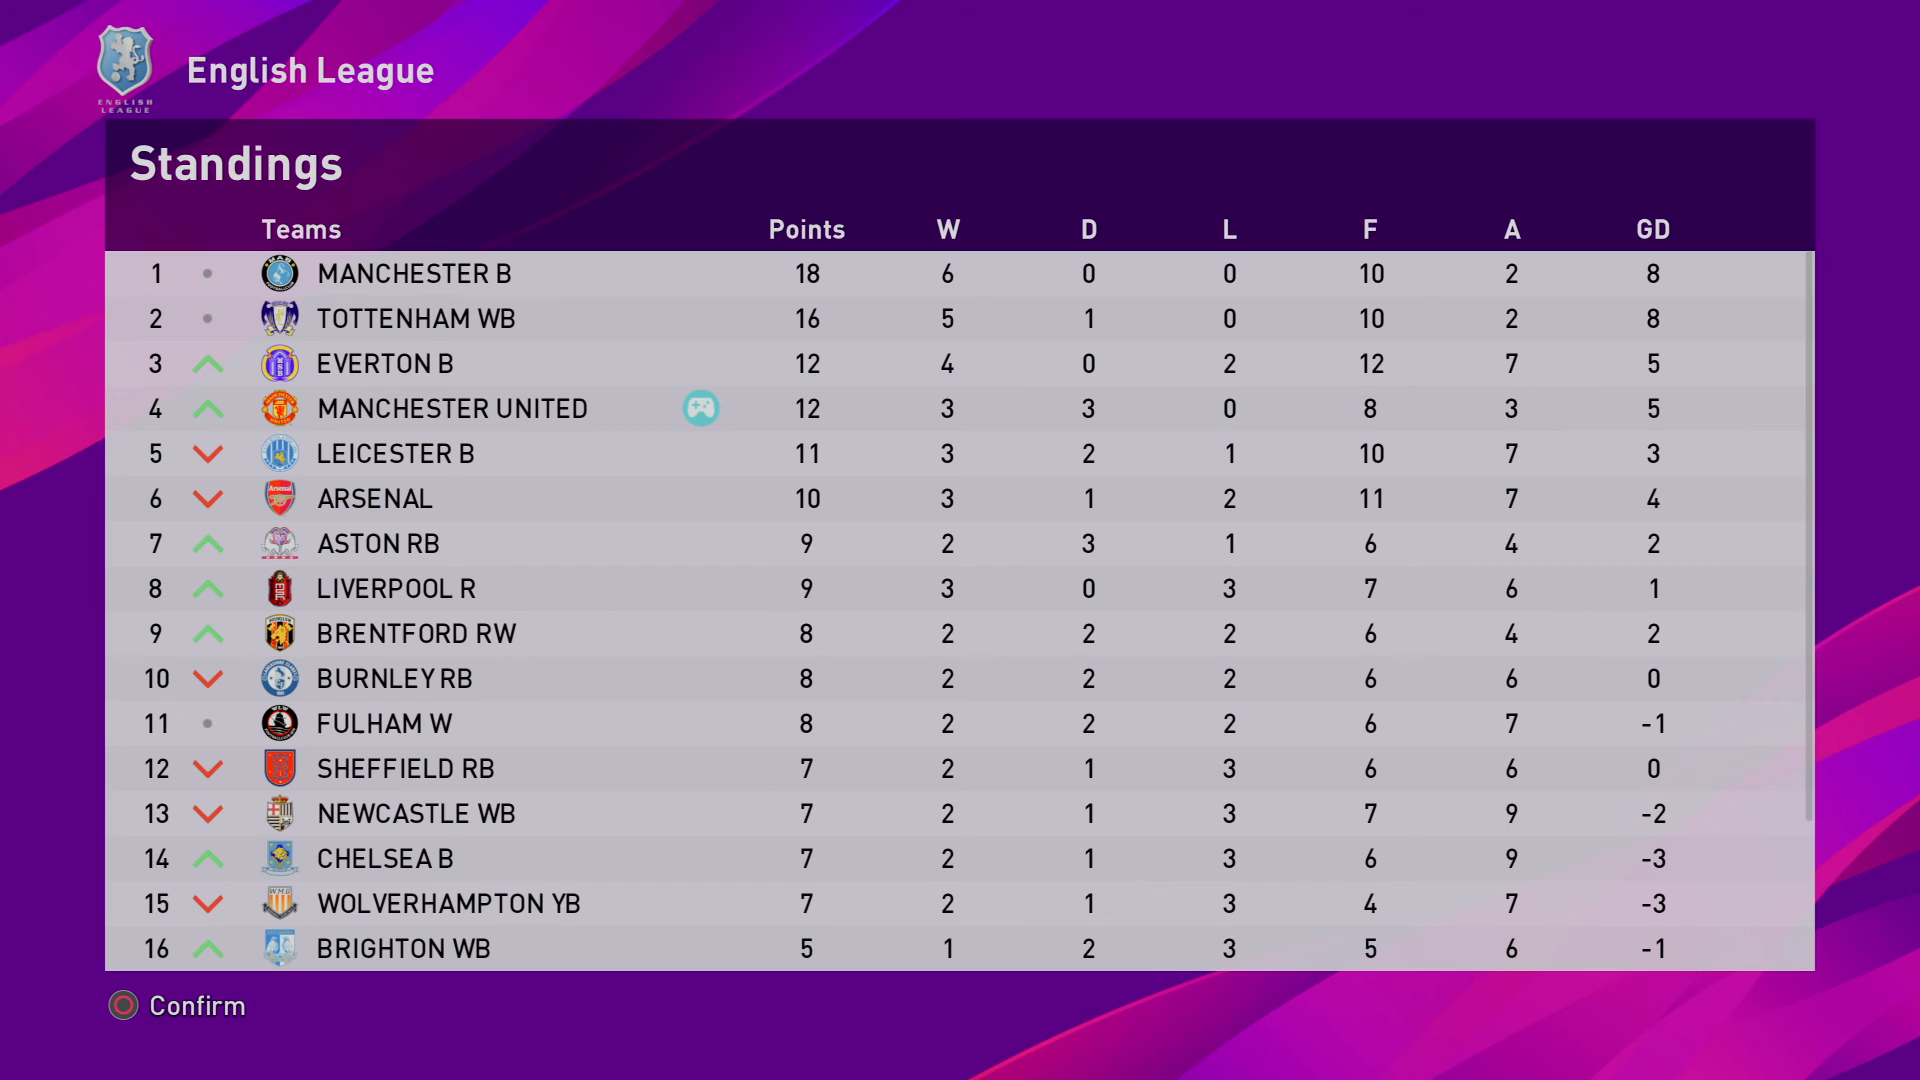 ENGLISH
LEAGUE
English League
Standings
Teams Points W D L F A GD
1 MANCHESTER B 18 6 0 0 10 2 8
2 TOTTENHAM WB 16 5 1 0 10 2 8
3 EVERTON B 12 4 0 2 12 7 5
4 MANCHESTER UNITED 12 3 3 0 8 3 5
5 LEICESTER B 11 3 2 1 10 7 3
6 ARSENAL 10 3 1 2 11 7 4
7 ASTON RB 9 2 3 1 6 4 2
8 LIVERPOOL R 9 3 0 3 7 6 1
9 BRENTFORD RW 8 2 2 2 6 4 2
10 BURNLEY RB 8 2 2 2 6 6 0
11 FULHAM W 8 2 2 2 6 7 -1
12 SHEFFIELD RB 7 2 1 3 6 6 0
13 NEWCASTLE WB 7 2 1 3 7 9 -2
14 CHELSEA B 7 2 1 3 6 9 -3
15 WOLVERHAMPTON YB 7 2 1 3 4 7 -3
16 BRIGHTON WB 5 1 2 3 5 6 -1
Confirm